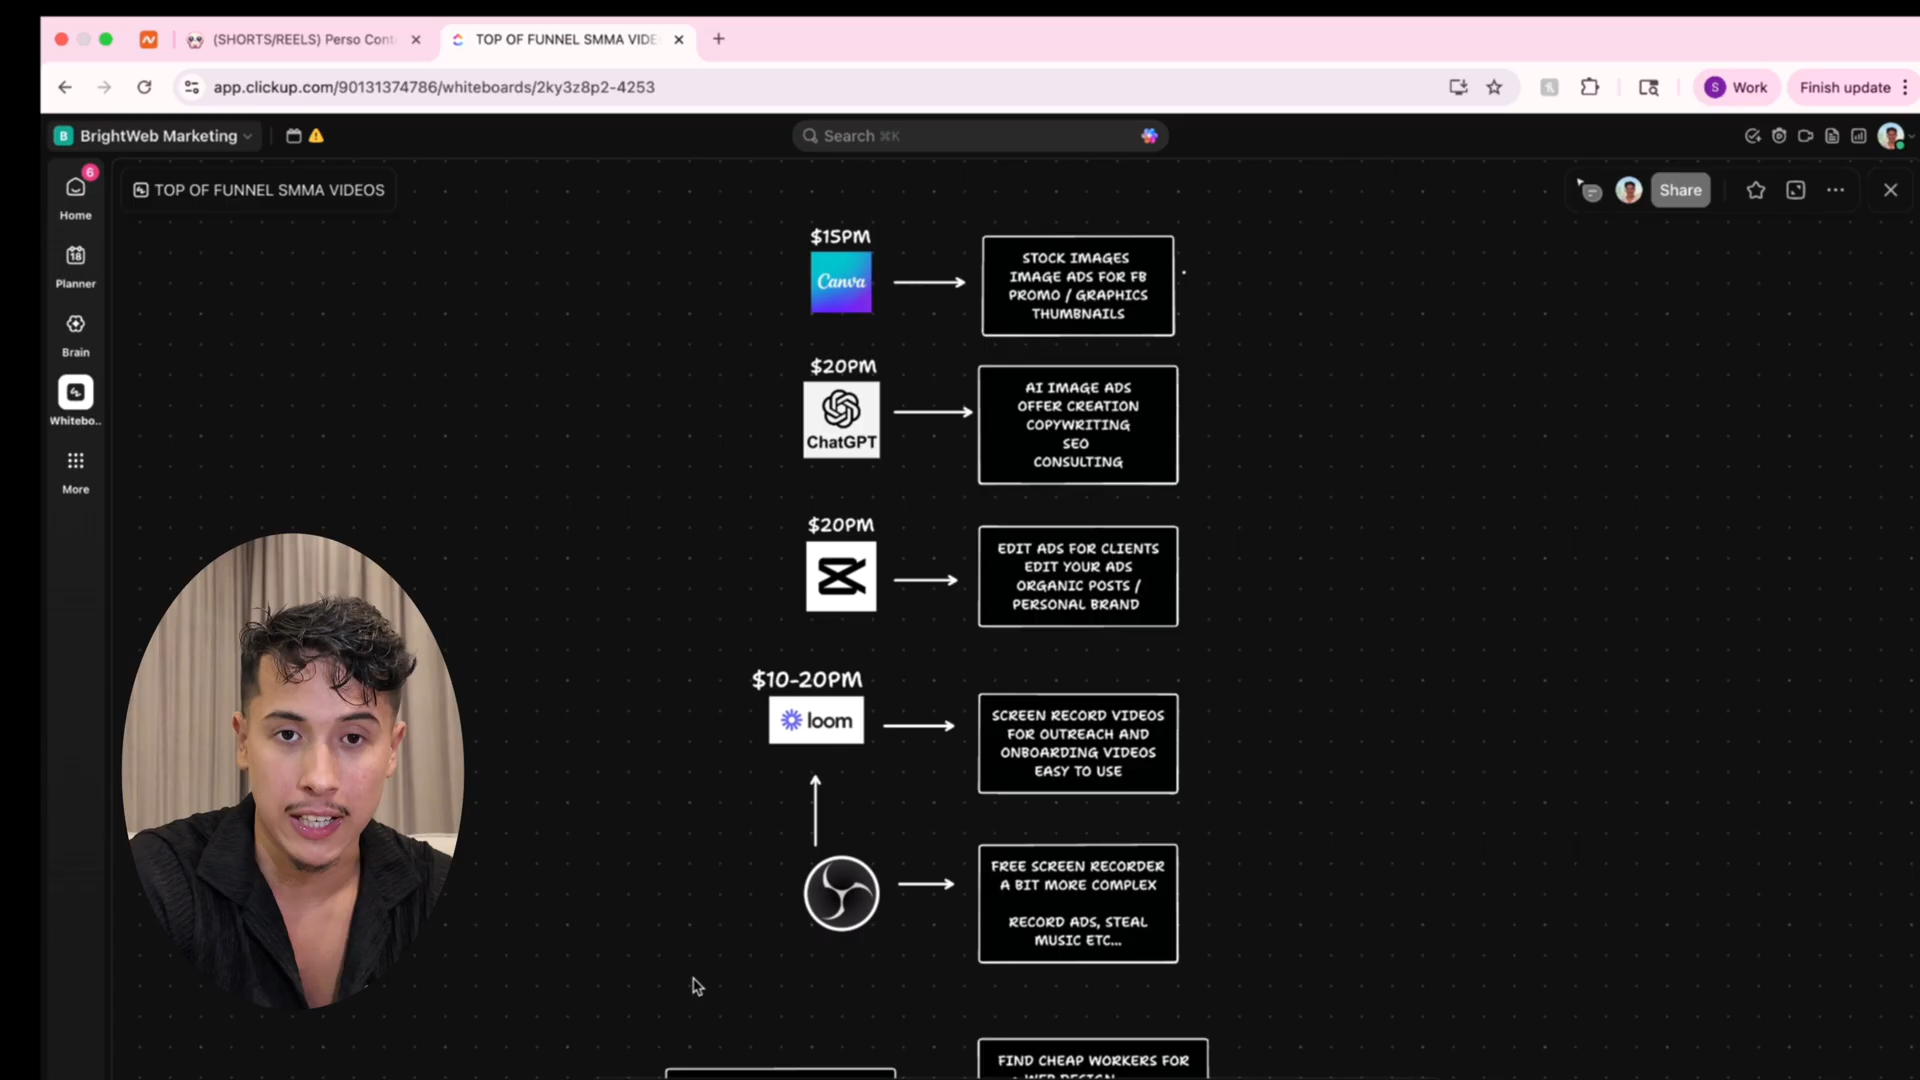 (SHORTS/REELS) Perso Cont
TOP OF FUNNEL SMMA VIDE
app.clickup.com/90131374786/whiteboards/2ky3z8p2-4253
S Work
Finish update
B BrightWeb Marketing
Search ⌘K
6
Home
18
Planner
Brain
Whitebo..
More
TOP OF FUNNEL SMMA VIDEOS
Share
$15PM
Canva
STOCK IMAGES
IMAGE ADS FOR FB
PROMO / GRAPHICS
THUMBNAILS
$20PM
ChatGPT
AI IMAGE ADS
OFFER CREATION
COPYWRITING
SEO
CONSULTING
$20PM
EDIT ADS FOR CLIENTS
EDIT YOUR ADS
ORGANIC POSTS /
PERSONAL BRAND
$10-20PM
loom
SCREEN RECORD VIDEOS
FOR OUTREACH AND
ONBOARDING VIDEOS
EASY TO USE
FREE SCREEN RECORDER
A BIT MORE COMPLEX
RECORD ADS, STEAL
MUSIC ETC...
FIND CHEAP WORKERS FOR
WEB DESIGN